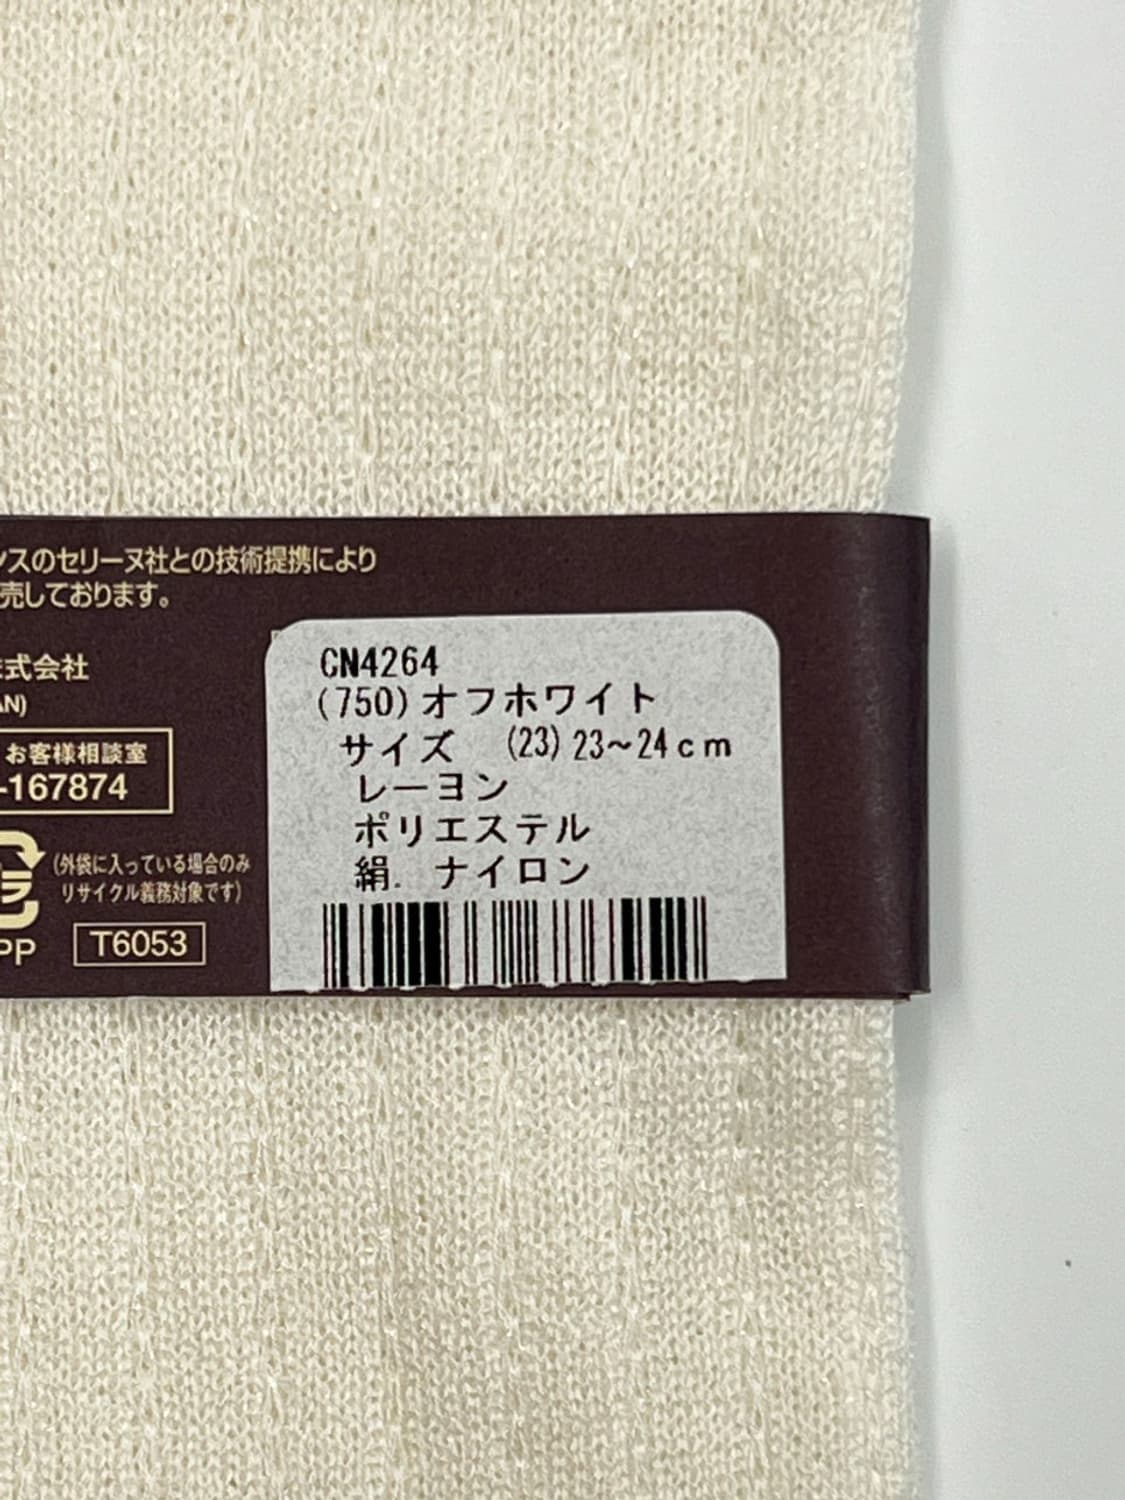 ンスのセリーヌ社との技術提携により
売しております。
式会社
AN)
お客様相談室
-167874
(外袋に入っている場合のみ
リサイクル義務対象です)
PP
T6053
CN4264
(750)オフホワイト
サイズ (23)23~24cm
レーヨン
ポリエステル
絹. ナイロン